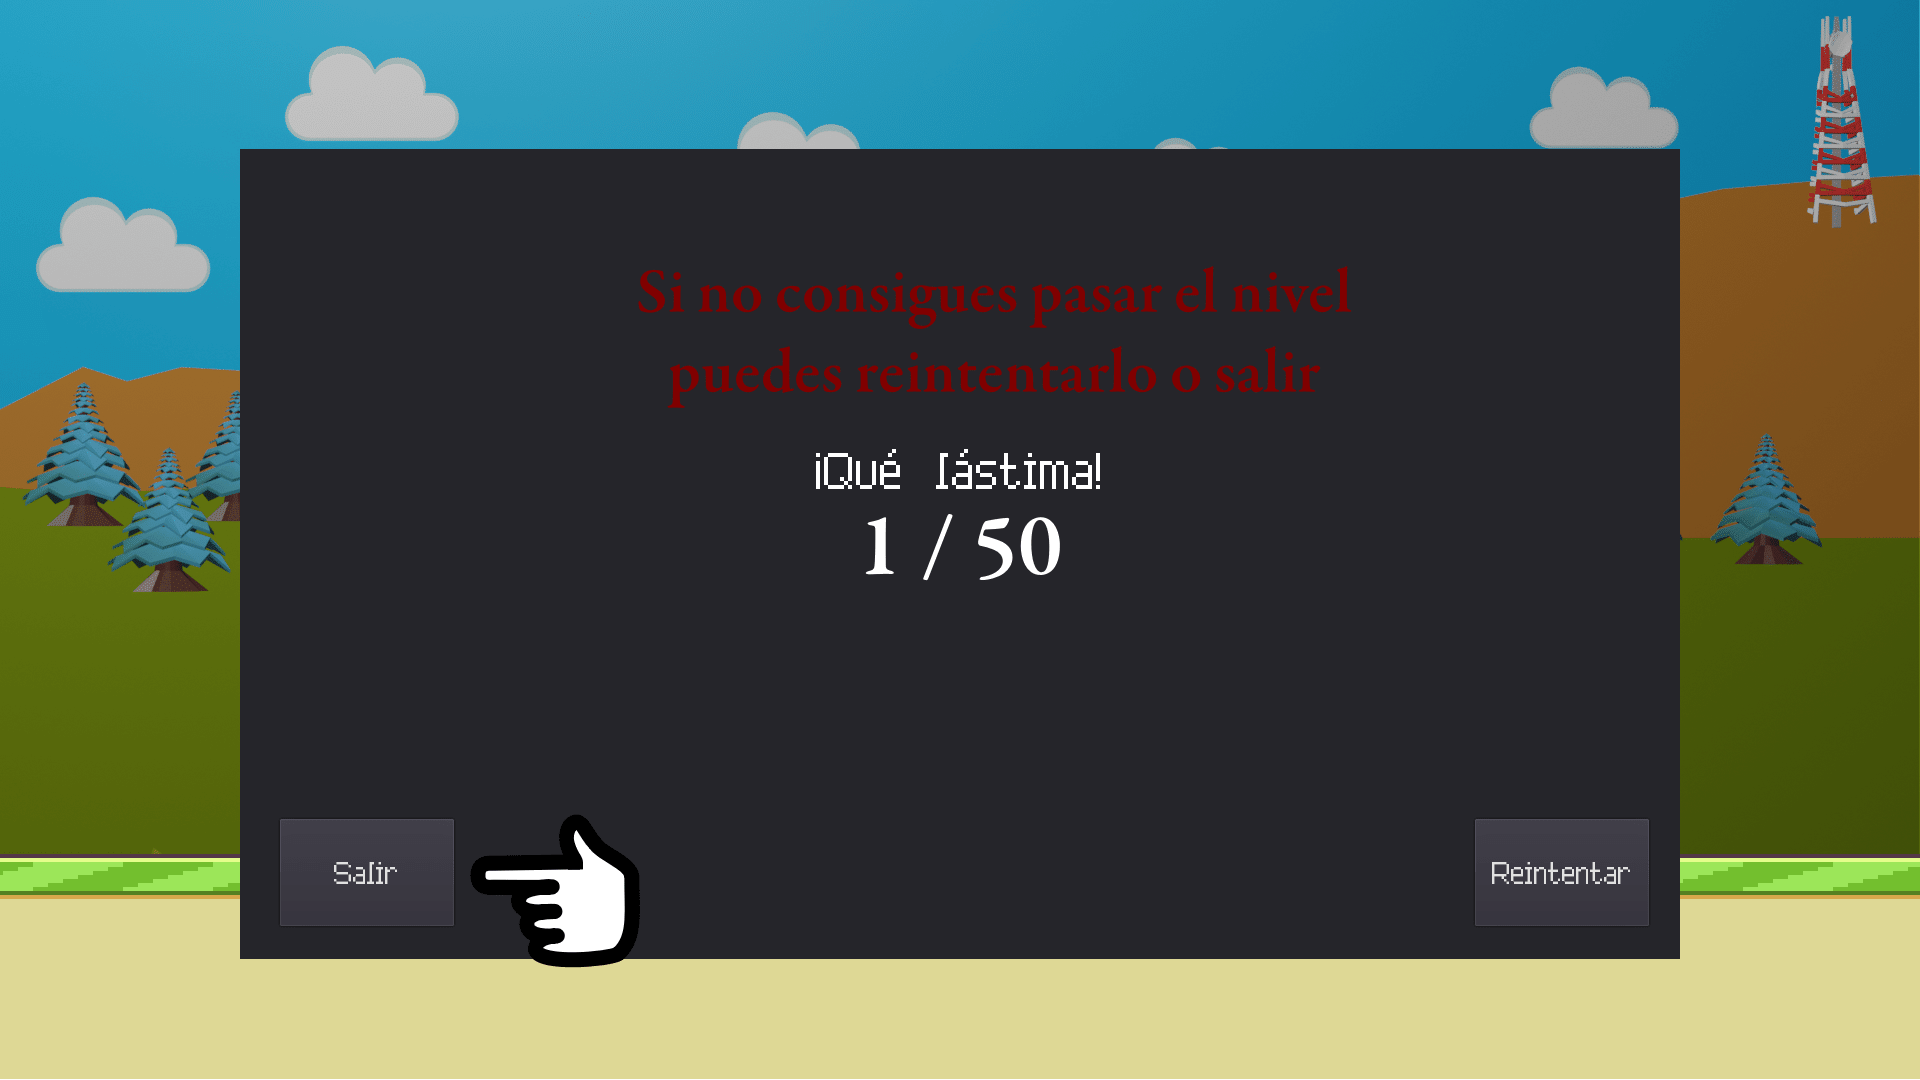 Si no consigues pasar el nivel
puedes reintentarlo o salir
¡Qué lástima!
1 / 50
Salir
Reintentar